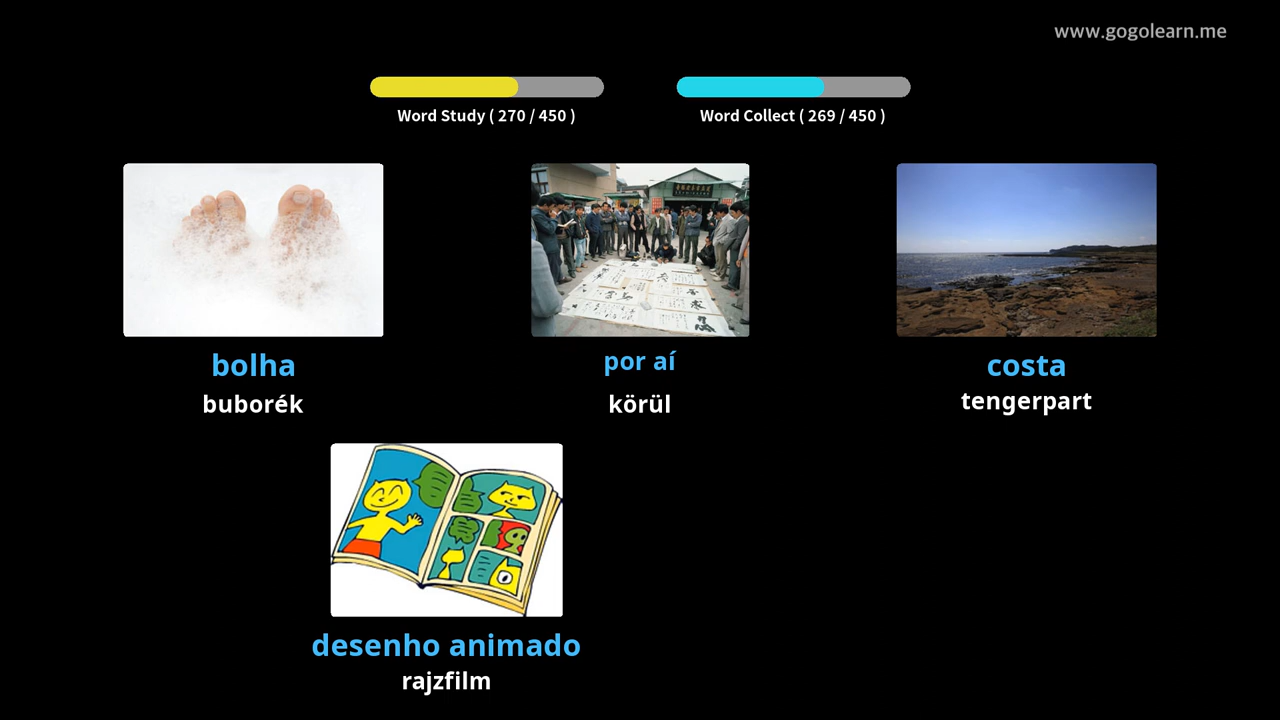 www.gogolearn.me
Word Study ( 270 / 450 )
Word Collect ( 269 / 450 )
bolha
buborék
por aí
körül
costa
tengerpart
desenho animado
rajzfilm